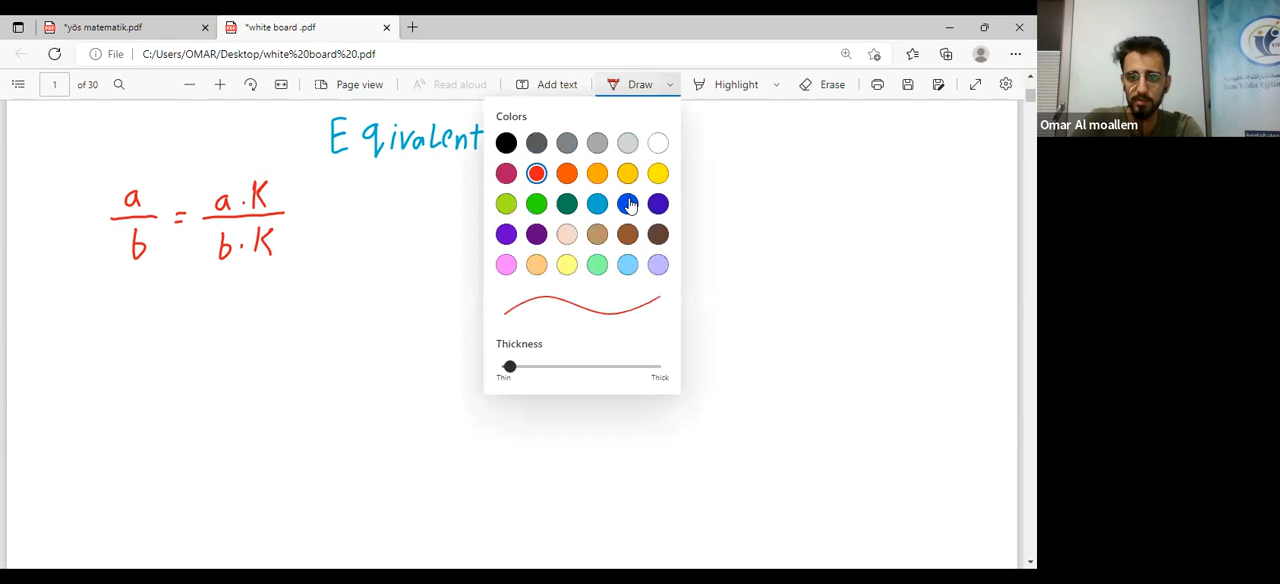 *yös matematik.pdf
*white board .pdf
File
C:/Users/OMAR/Desktop/white%20board%20.pdf
1
of 30
Page view
Read aloud
Add text
Draw
Highlight
Erase
Omar Al moallem
Equivalent
Colors
a/b = a.K/b.K
Thickness
Thin
Thick